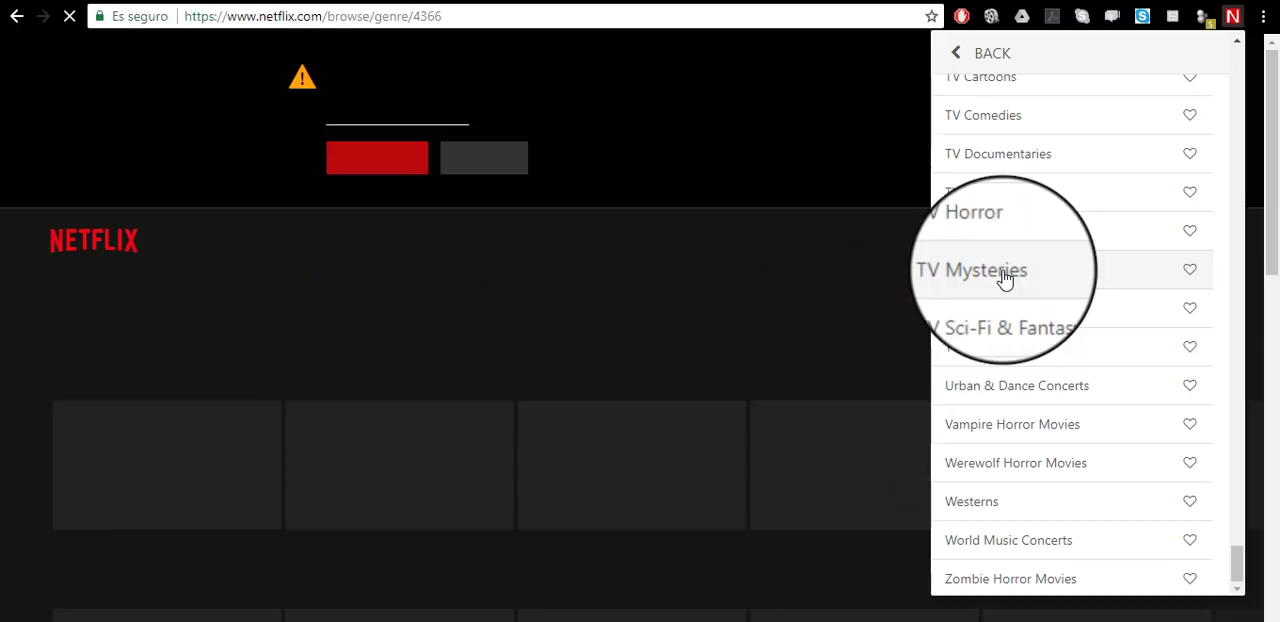 Es seguro https://www.netflix.com/browse/genre/4366
5
N
BACK
TV Cartoons
TV Comedies
TV Documentaries
V Horror
TV Mysteries
V Sci-Fi & Fantas
Urban & Dance Concerts
Vampire Horror Movies
Werewolf Horror Movies
Westerns
World Music Concerts
Zombie Horror Movies
NETFLIX